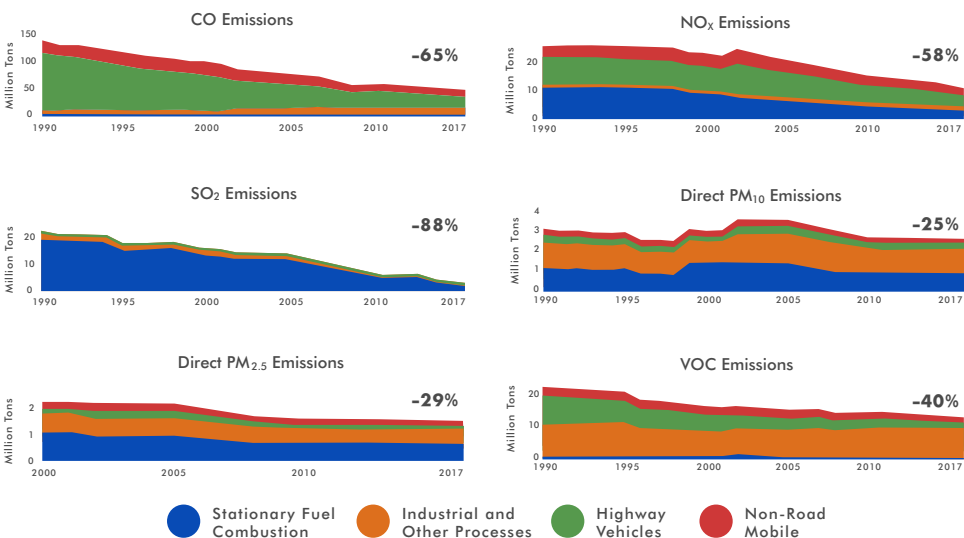 CO Emissions
-65%
Million Tons
150
100
50
0
1990 1995 2000 2005 2010 2017
NOX Emissions
-58%
Million Tons
20
10
0
1990 1995 2000 2005 2010 2017
SO2 Emissions
-88%
Million Tons
20
10
0
1990 1995 2000 2005 2010 2017
Direct PM10 Emissions
-25%
Million Tons
4
3
2
1
0
1990 1995 2000 2005 2010 2017
Direct PM2.5 Emissions
-29%
Million Tons
2
1
0
2000 2005 2010 2017
VOC Emissions
-40%
Million Tons
20
10
0
1990 1995 2000 2005 2010 2017
Stationary Fuel
Combustion
Industrial and
Other Processes
Highway
Vehicles
Non-Road
Mobile